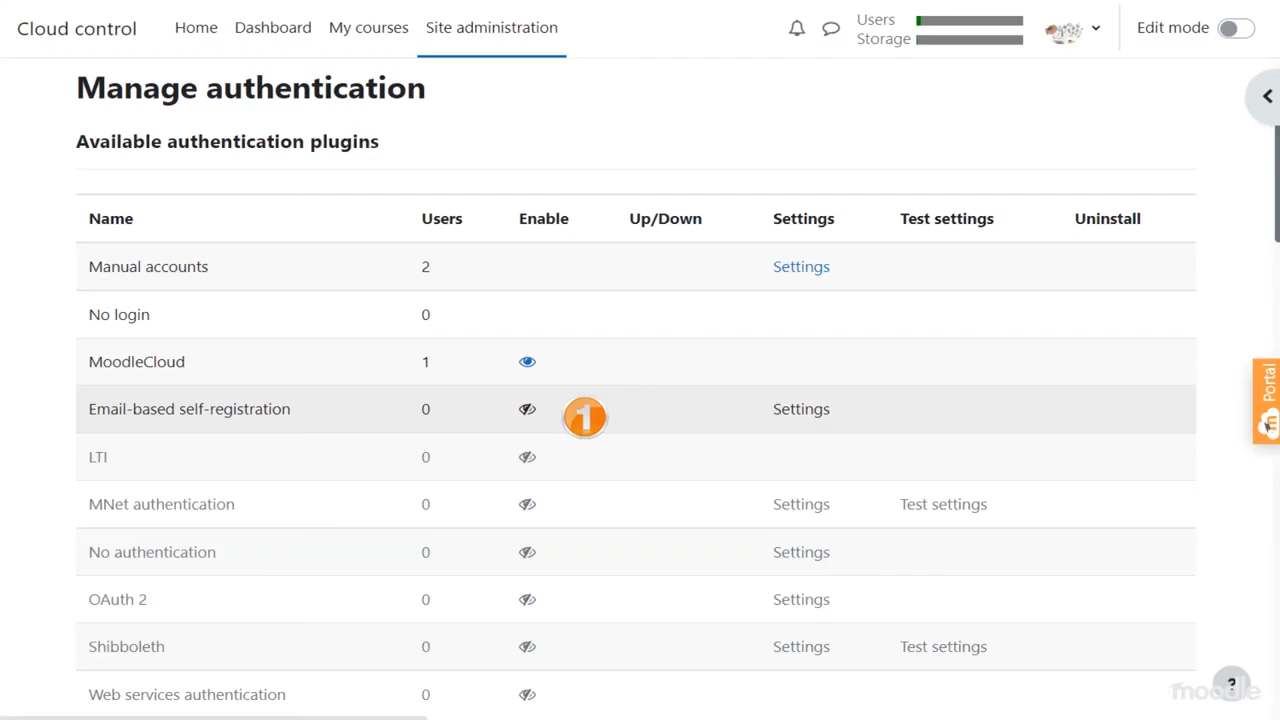 Cloud control Home Dashboard My courses Site administration Users Edit mode
Storage
Manage authentication
Available authentication plugins
Name Users Enable Up/Down Settings Test settings Uninstall
Manual accounts 2 Settings
No login 0
MoodleCloud 1
Email-based self-registration 0 1 Settings
LTI 0
MNet authentication 0 Settings Test settings
No authentication 0 Settings
OAuth 2 0 Settings
Shibboleth 0 Settings Test settings
Web services authentication 0
Portal
m
?
moodle